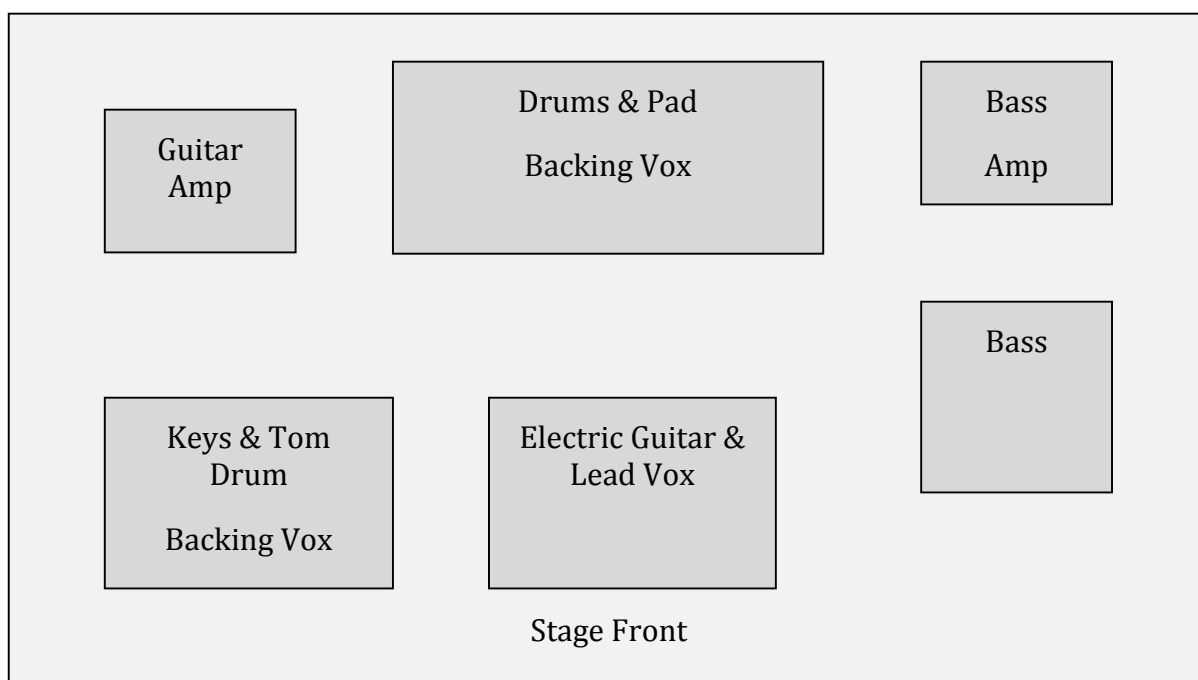 Guitar
Amp
Drums & Pad
Backing Vox
Bass
Amp
Bass
Keys & Tom
Drum
Backing Vox
Electric Guitar &
Lead Vox
Stage Front